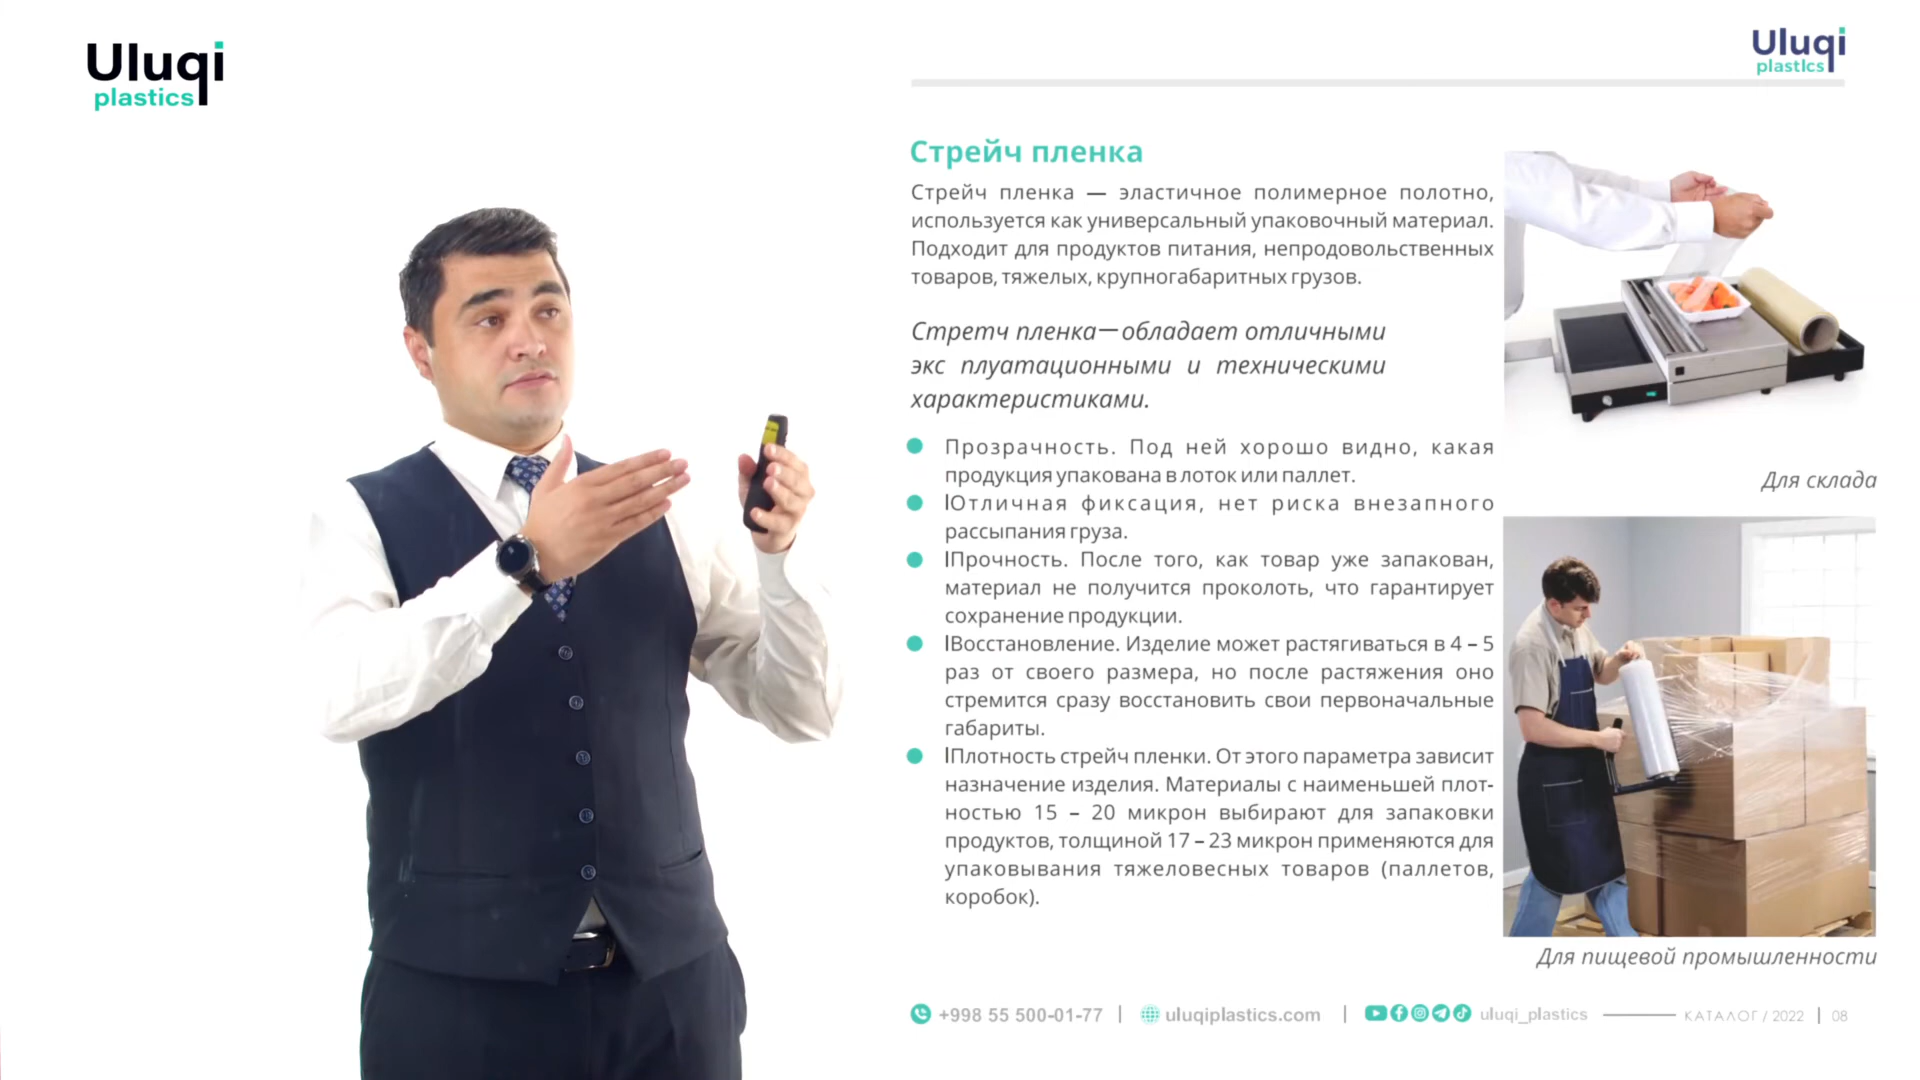 Uluqi
plastics
Uluqi
plastics
Стрейч пленка
Стрейч пленка — эластичное полимерное полотно,
используется как универсальный упаковочный материал.
Подходит для продуктов питания, непродовольственных
товаров, тяжелых, крупногабаритных грузов.
Стретч пленка—обладает отличными
экс плуатационными и техническими
характеристиками.
Прозрачность. Под ней хорошо видно, какая
продукция упакована в лоток или паллет.
lОтличная фиксация, нет риска внезапного
рассыпания груза.
lПрочность. После того, как товар уже запакован,
материал не получится проколоть, что гарантирует
сохранение продукции.
lВосстановление. Изделие может растягиваться в 4 – 5
раз от своего размера, но после растяжения оно
стремится сразу восстановить свои первоначальные
габариты.
lПлотность стрейч пленки. От этого параметра зависит
назначение изделия. Материалы с наименьшей плот-
ностью 15 – 20 микрон выбирают для запаковки
продуктов, толщиной 17 – 23 микрон применяются для
упаковывания тяжеловесных товаров (паллетов,
коробок).
Для склада
Для пищевой промышленности
+998 55 500-01-77 | uluqiplastics.com | uluqi_plastics КАТАЛОГ / 2022 | 08